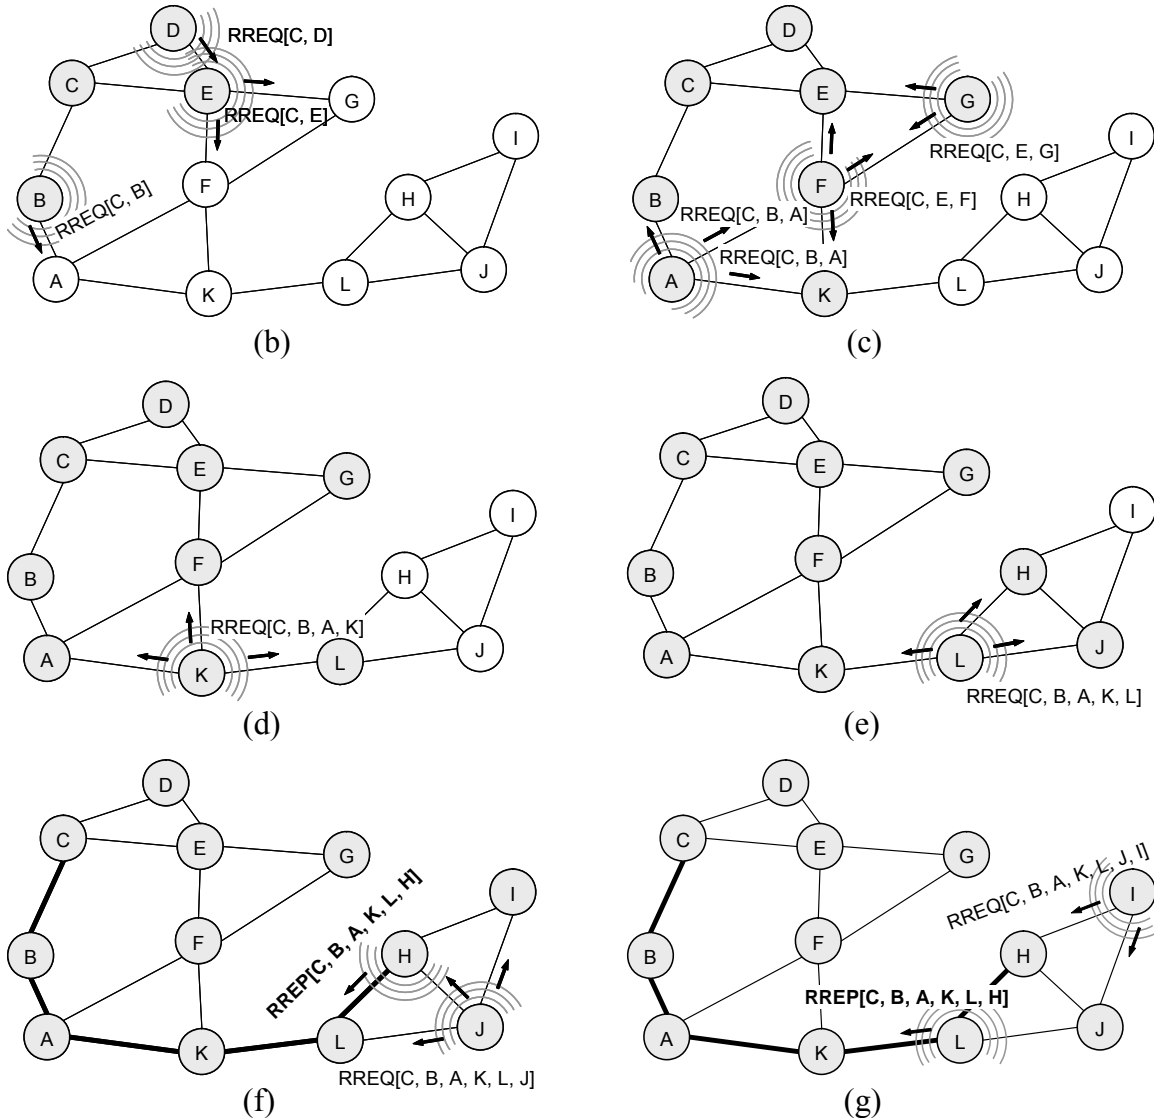 D
RREQ[C, D]
C
E
G
RREQ[C, E]
I
B
RREQ[C, B]
F
H
A
K
L
J
(b)
D
C
E
G
RREQ[C, E, G]
I
B
F
RREQ[C, E, F]
H
RREQ[C, B, A]
RREQ[C, B, A]
A
K
L
J
(c)
D
C
E
G
I
B
F
H
RREQ[C, B, A, K]
A
K
L
J
(d)
D
C
E
G
I
B
F
H
A
K
L
J
RREQ[C, B, A, K, L]
(e)
D
C
E
G
RREP[C, B, A, K, L, H]
I
B
F
H
A
K
L
J
RREQ[C, B, A, K, L, J]
(f)
D
C
E
G
RREQ[C, B, A, K, L, J, I]
I
B
F
H
RREP[C, B, A, K, L, H]
A
K
L
J
(g)